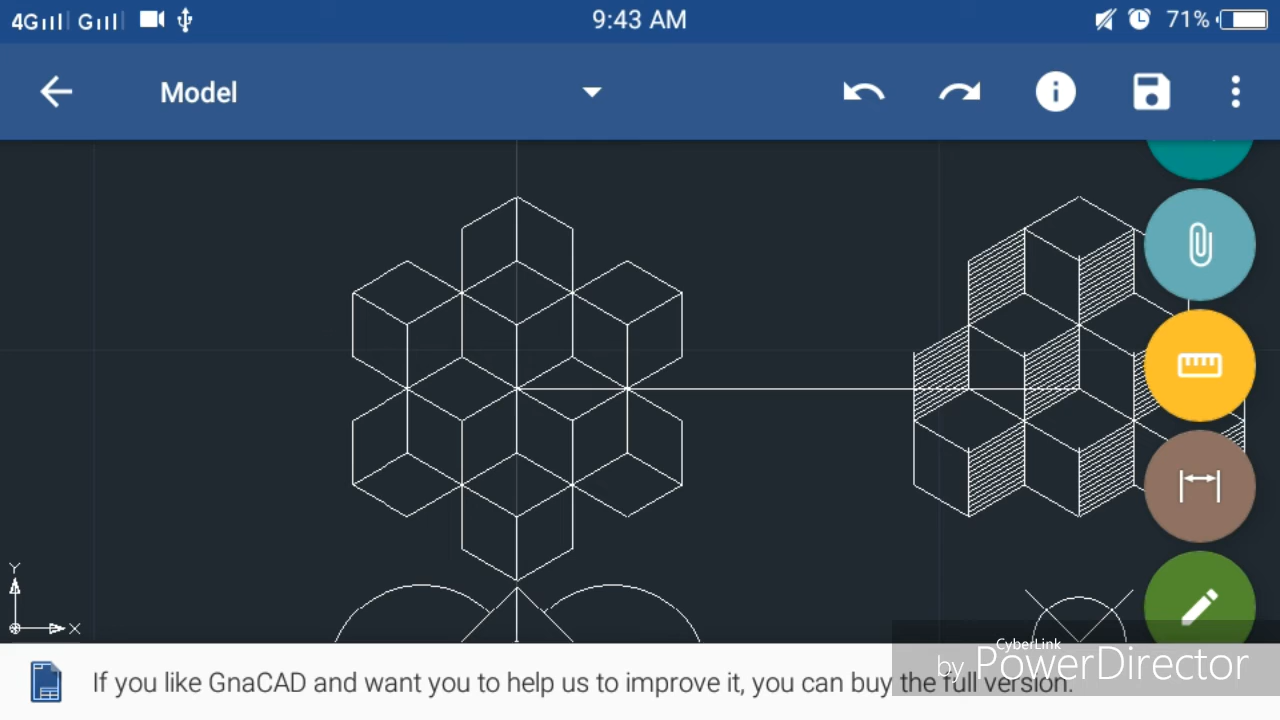 4G G 9:43 AM 71%
Model
Y
X
If you like GnaCAD and want you to help us to improve it, you can buy the full version.
CyberLink
by PowerDirector